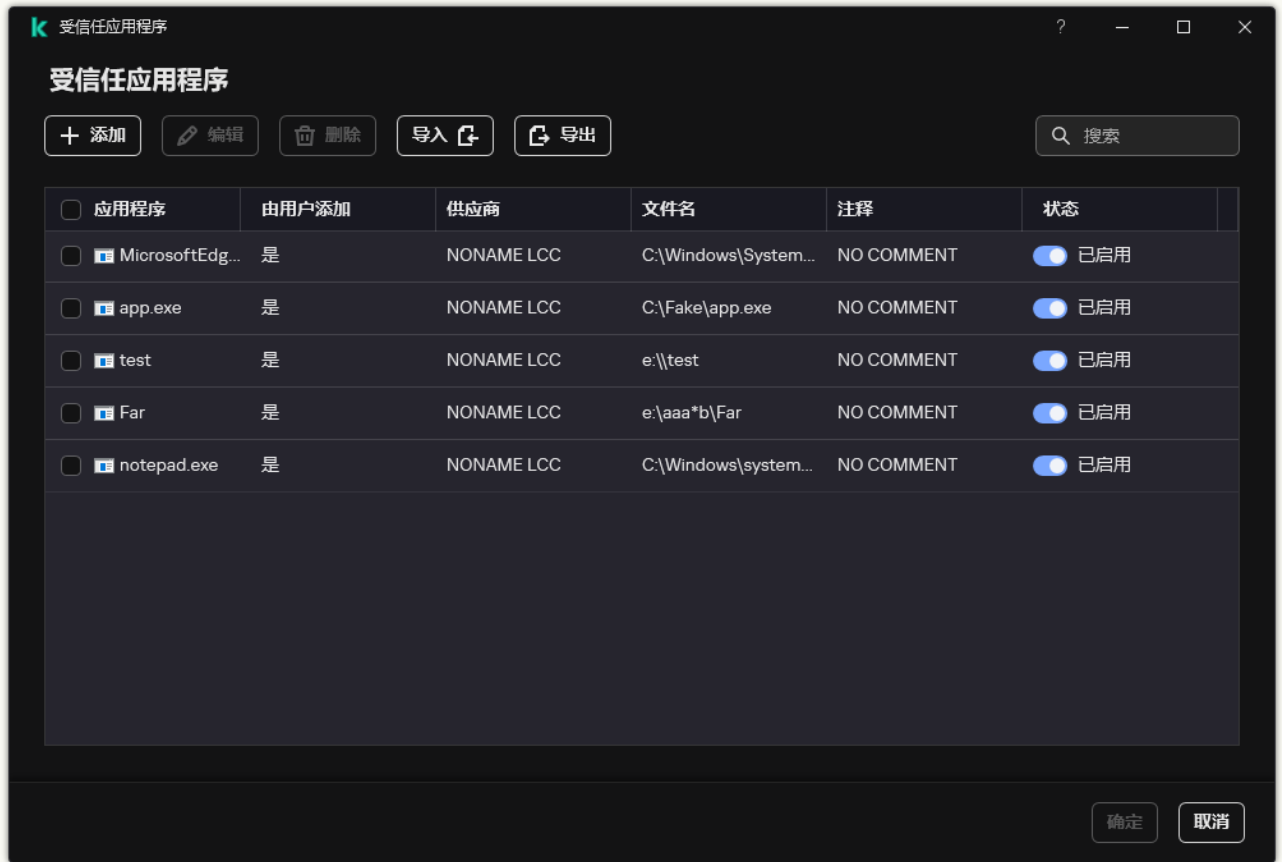 受信任应用程序
受信任应用程序
添加 编辑 删除 导入 导出 搜索
应用程序 由用户添加 供应商 文件名 注释 状态
MicrosoftEdg... 是 NONAME LCC C:\Windows\System... NO COMMENT 已启用
app.exe 是 NONAME LCC C:\Fake\app.exe NO COMMENT 已启用
test 是 NONAME LCC e:\\test NO COMMENT 已启用
Far 是 NONAME LCC e:\aaa*b\Far NO COMMENT 已启用
notepad.exe 是 NONAME LCC C:\Windows\system... NO COMMENT 已启用
确定 取消